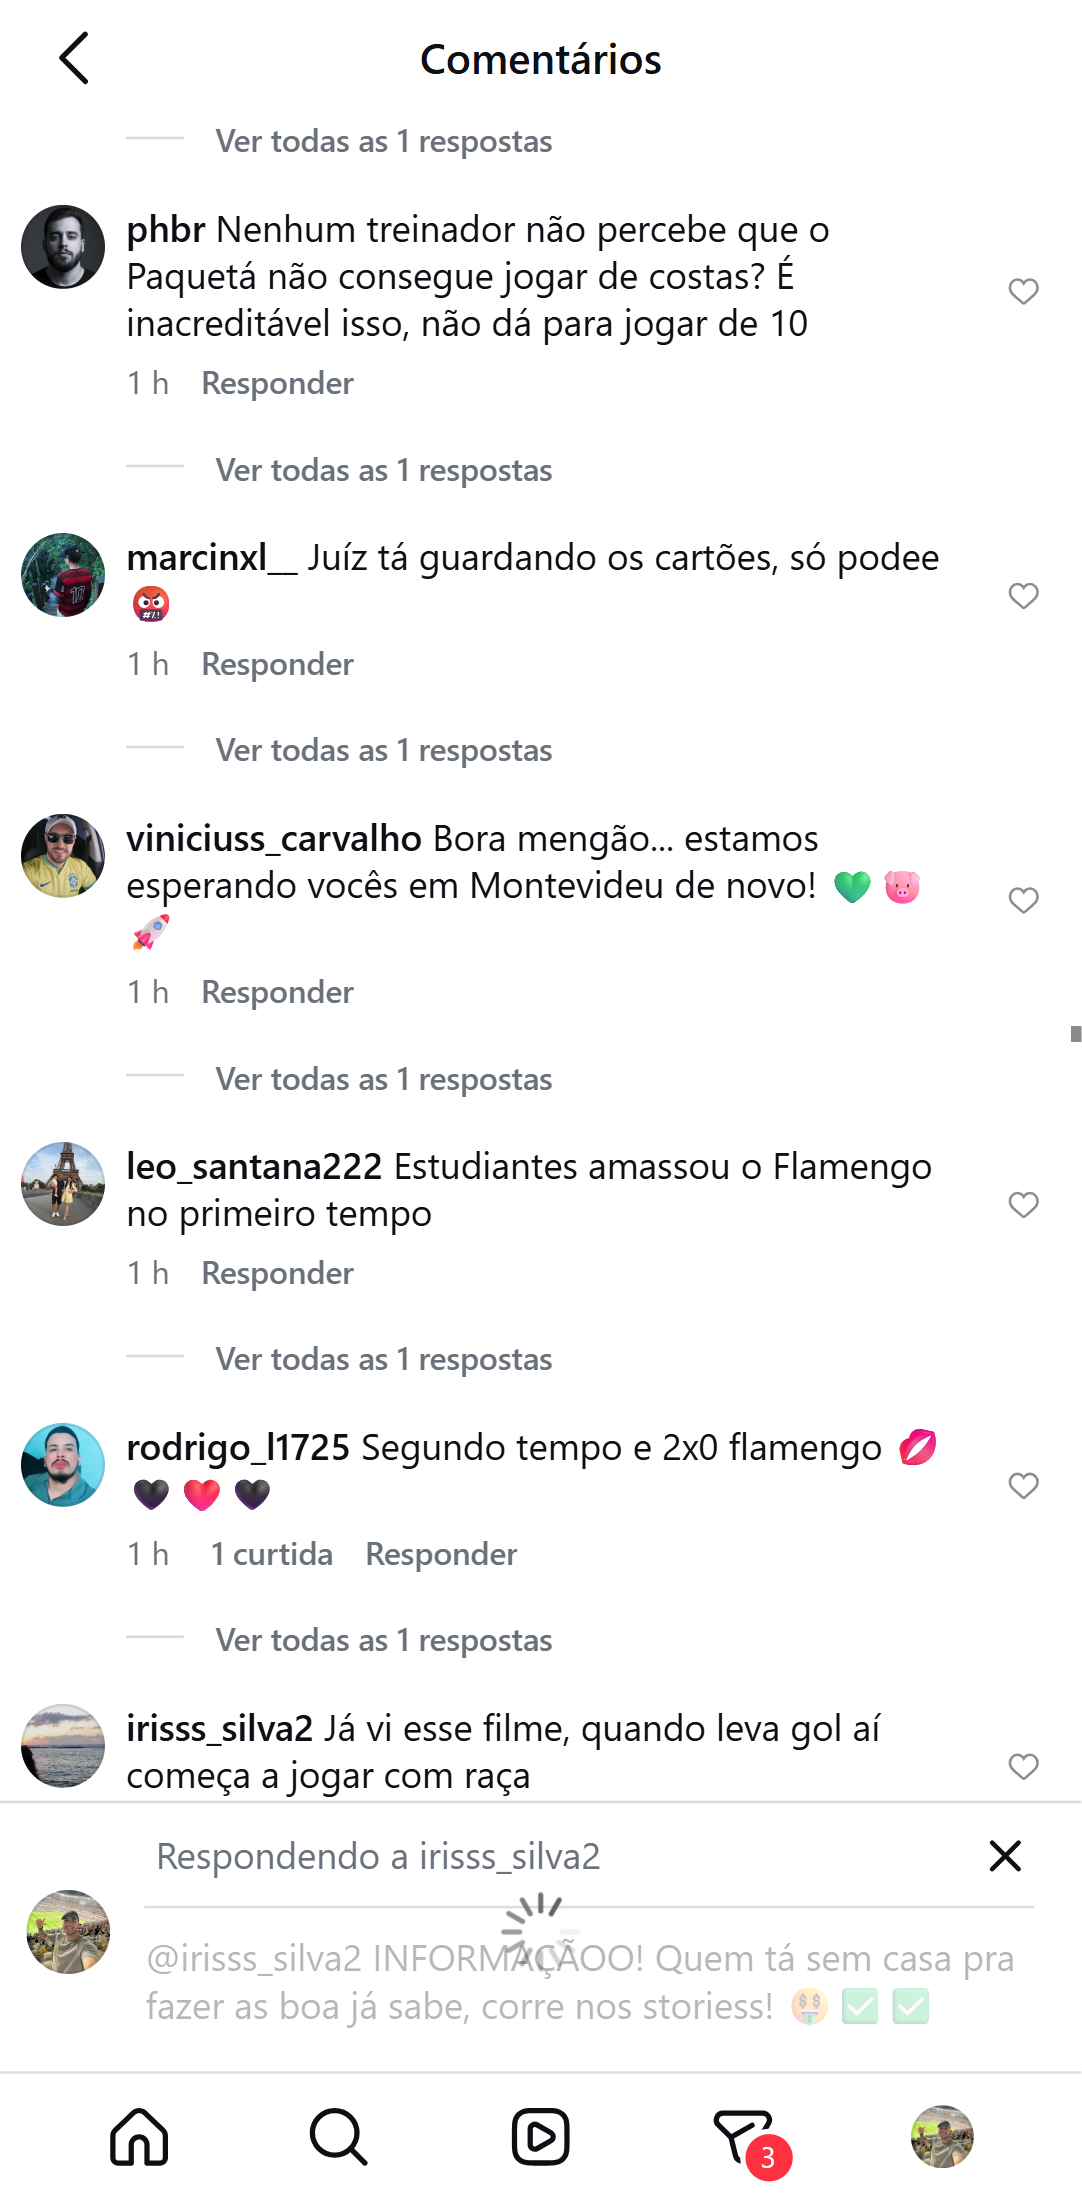 Comentários
Ver todas as 1 respostas
phbr Nenhum treinador não percebe que o
Paquetá não consegue jogar de costas? É
inacreditável isso, não dá para jogar de 10
1 h Responder
Ver todas as 1 respostas
marcinxl__ Juíz tá guardando os cartões, só podee
🤬
1 h Responder
Ver todas as 1 respostas
viniciuss_carvalho Bora mengão... estamos
esperando vocês em Montevideu de novo! 💚🐷
🚀
1 h Responder
Ver todas as 1 respostas
leo_santana222 Estudiantes amassou o Flamengo
no primeiro tempo
1 h Responder
Ver todas as 1 respostas
rodrigo_l1725 Segundo tempo e 2x0 flamengo 💋
🖤❤️🖤
1 h 1 curtida Responder
Ver todas as 1 respostas
irisss_silva2 Já vi esse filme, quando leva gol aí
começa a jogar com raça
Respondendo a irisss_silva2
@irisss_silva2 INFORMAÇÃOO! Quem tá sem casa pra
fazer as boa já sabe, corre nos storiess! 🤑✅✅
3